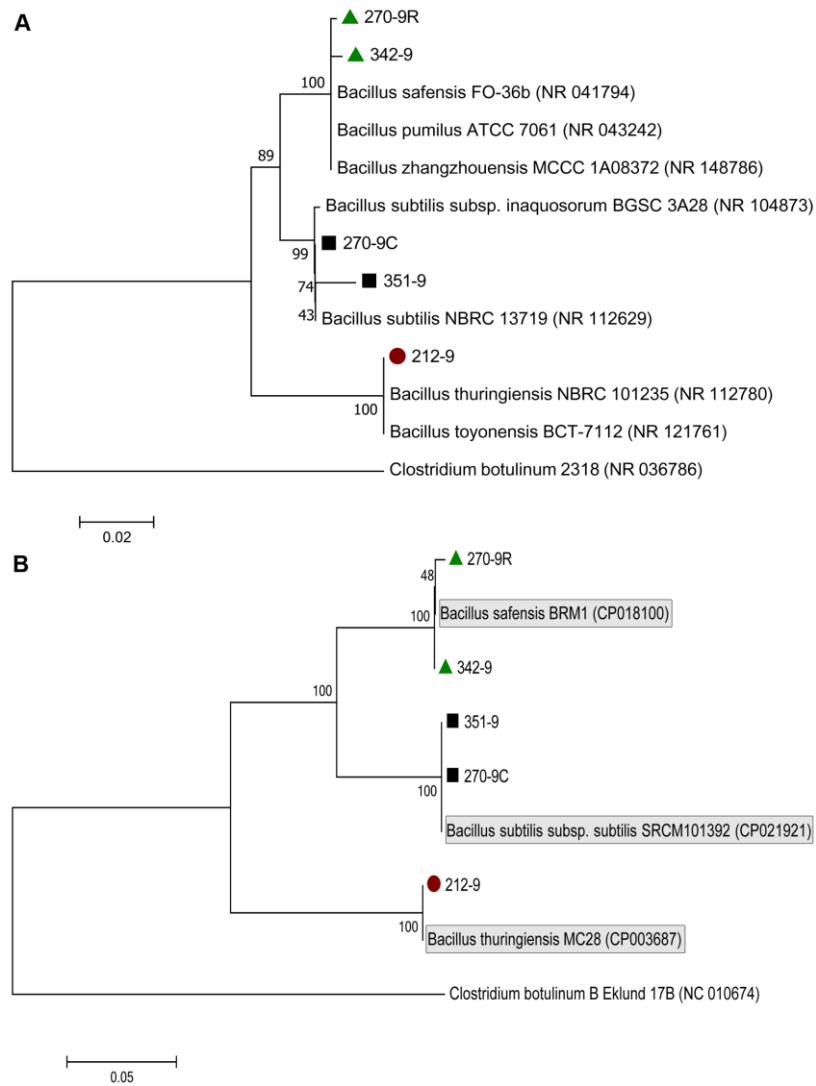 A
270-9R
342-9
100
Bacillus safensis FO-36b (NR 041794)
Bacillus pumilus ATCC 7061 (NR 043242)
89
Bacillus zhangzhouensis MCCC 1A08372 (NR 148786)
Bacillus subtilis subsp. inaquosorum BGSC 3A28 (NR 104873)
270-9C
99
351-9
74
43
Bacillus subtilis NBRC 13719 (NR 112629)
212-9
Bacillus thuringiensis NBRC 101235 (NR 112780)
100
Bacillus toyonensis BCT-7112 (NR 121761)
Clostridium botulinum 2318 (NR 036786)
0.02
B
270-9R
48
Bacillus safensis BRM1 (CP018100)
100
342-9
100
351-9
270-9C
100
Bacillus subtilis subsp. subtilis SRCM101392 (CP021921)
212-9
100
Bacillus thuringiensis MC28 (CP003687)
Clostridium botulinum B Eklund 17B (NC 010674)
0.05